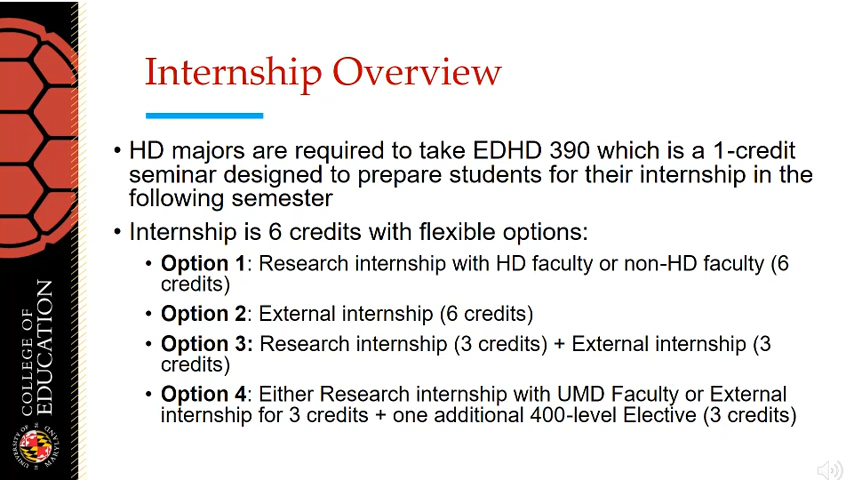 Internship Overview
• HD majors are required to take EDHD 390 which is a 1-credit
seminar designed to prepare students for their internship in the
following semester
• Internship is 6 credits with flexible options:
• Option 1: Research internship with HD faculty or non-HD faculty (6
credits)
• Option 2: External internship (6 credits)
• Option 3: Research internship (3 credits) + External internship (3
credits)
• Option 4: Either Research internship with UMD Faculty or External
internship for 3 credits + one additional 400-level Elective (3 credits)
COLLEGE OF
EDUCATION
UNIVERSITY OF
MARYLAND